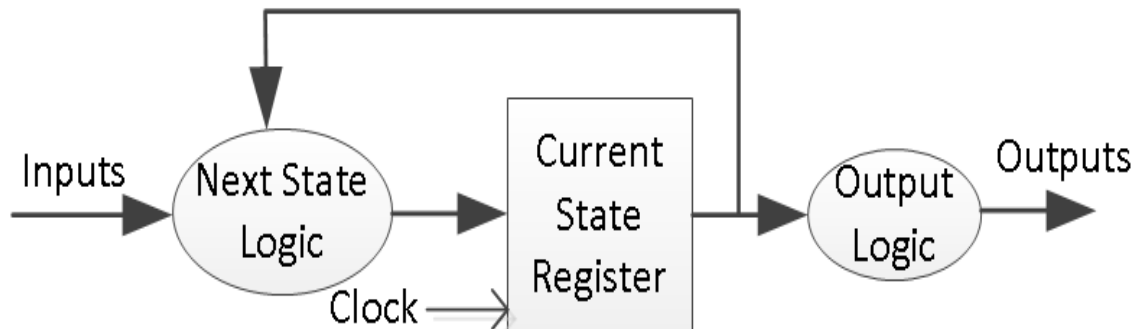 Inputs
Next State
Logic
Clock
Current
State
Register
Output
Logic
Outputs